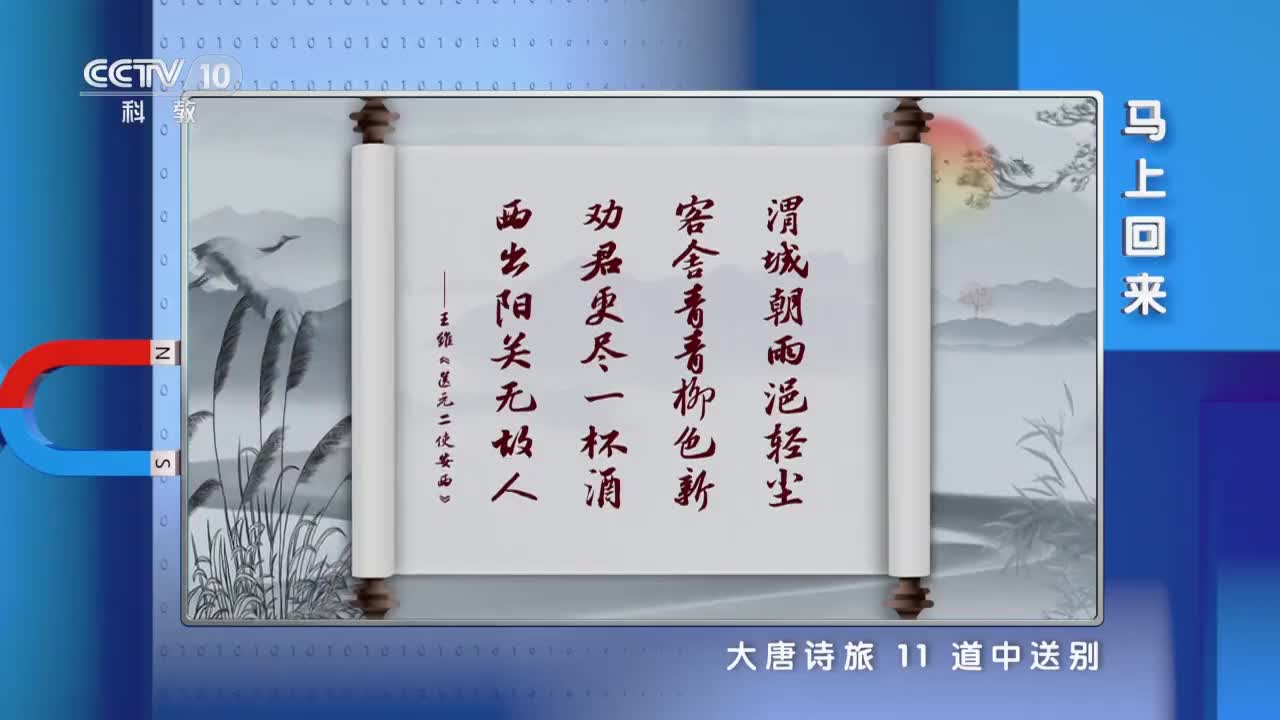 CCTV 10
科教
马上回来
渭城朝雨浥轻尘
客舍青青柳色新
劝君更尽一杯酒
西出阳关无故人
——王维《送元二使安西》
N
S
大唐诗旅 11 道中送别